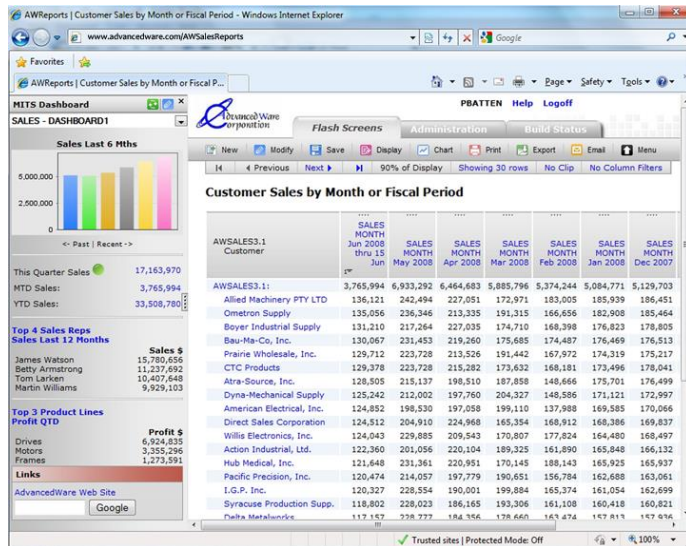 AWReports | Customer Sales by Month or Fiscal Period - Windows Internet Explorer
www.advancedware.com/AWSalesReports
Google
Favorites
AWReports | Customer Sales by Month or Fiscal P...
Page Safety Tools
MITS Dashboard
SALES - DASHBOARD1
Sales Last 6 Mths
5,000,000
2,500,000
0
<- Past | Recent ->
This Quarter Sales 17,163,970
MTD Sales: 3,765,994
YTD Sales: 33,508,780
Top 4 Sales Reps
Sales Last 12 Months
Sales $
James Watson 15,780,656
Betty Armstrong 11,237,692
Tom Larken 10,407,648
Martin Williams 9,929,103
Top 3 Product Lines
Profit QTD
Profit $
Drives 6,924,835
Motors 3,355,296
Frames 1,273,591
Links
AdvancedWare Web Site
Google
Advanced Ware
Corporation
PBATTEN Help Logoff
Flash Screens Administration Build Status
New Modify Save Display Chart Print Export Email Menu
Previous Next 90% of Display Showing 30 rows No Clip No Column Filters
Customer Sales by Month or Fiscal Period
AWSALES3.1
Customer
SALES MONTH Jun 2008 thru 15 Jun
SALES MONTH May 2008
SALES MONTH Apr 2008
SALES MONTH Mar 2008
SALES MONTH Feb 2008
SALES MONTH Jan 2008
SALES MONTH Dec 2007
AWSALES3.1: 3,765,994 6,933,292 6,464,683 5,885,796 5,374,244 5,084,771 5,129,703
Allied Machinery PTY LTD 136,121 242,494 227,051 172,971 183,005 185,939 186,451
Ometron Supply 135,056 236,346 213,335 191,315 166,656 182,908 185,464
Boyer Industrial Supply 131,210 217,264 227,035 174,710 168,398 176,823 178,805
Bau-Ma-Co, Inc. 130,067 231,453 219,260 175,685 174,487 176,469 176,513
Prairie Wholesale, Inc. 129,712 223,728 213,526 191,442 167,972 174,319 175,217
CTC Products 129,378 223,728 215,282 173,632 168,181 173,496 178,041
Atra-Source, Inc. 128,505 215,137 198,510 187,858 148,666 175,701 176,499
Dyna-Mechanical Supply 125,242 212,002 197,760 204,327 148,586 171,121 172,997
American Electrical, Inc. 124,852 198,530 197,058 199,110 137,988 169,585 170,066
Direct Sales Corporation 124,512 204,910 224,968 165,354 168,912 168,386 169,837
Willis Electronics, Inc. 124,043 229,885 209,543 170,807 177,824 164,480 168,497
Action Industrial, Ltd. 122,360 201,056 220,104 189,325 161,890 165,848 166,132
Hub Medical, Inc. 121,648 231,361 220,951 170,145 188,143 165,925 165,937
Pacific Precision, Inc. 120,474 214,057 197,779 190,651 156,784 162,688 163,061
I.G.P. Inc. 120,327 228,554 190,001 199,884 165,374 161,054 162,699
Syracuse Production Supp. 118,802 228,023 186,165 193,306 161,108 160,418 160,821
Delta Metalworks 117,157 228,777 184,356 178,660 163,474 157,813 157,936
Trusted sites | Protected Mode: Off
100%